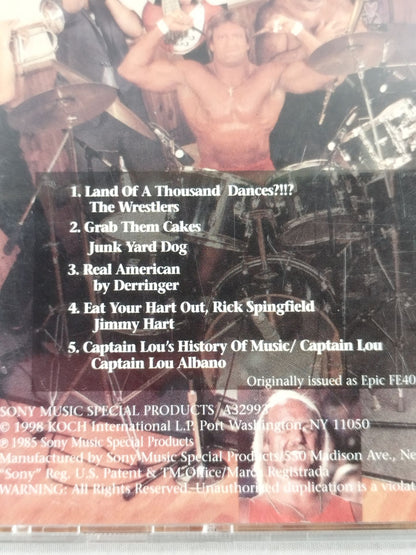 1. Land Of A Thousand Dances?!!?
The Wrestlers
2. Grab Them Cakes
Junk Yard Dog
3. Real American
by Derringer
4. Eat Your Hart Out, Rick Spingfield
Jimmy Hart
5. Captain Lou's History Of Music/ Captain Lou
Captain Lou Albano
Originally issued as Epic FE40
SONY MUSIC SPECIAL PRODUCTS/ A32993
© 1998 KOCH International L.P. Port Washington, NY 11050
℗ 1985 Sony Music Special Products
Manufactured by Sony Music Special Products/550 Madison Ave., Ne
"Sony" Reg. U.S. Patent & TM Office/Marca Registrada
WARNING: All Rights Reserved. Unauthorized duplication is a violat